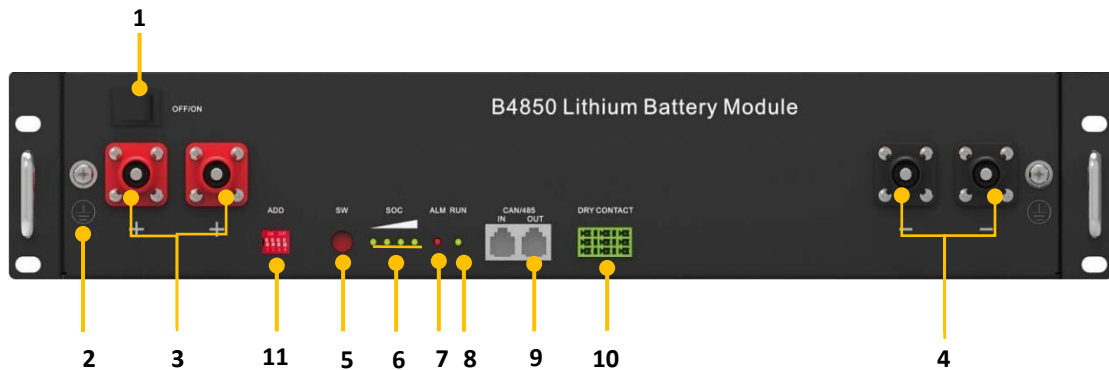 1
B4850 Lithium Battery Module
OFF/ON
ADD
SW
SOC
ALM RUN
CAN/485
IN OUT
DRY CONTACT
+ +
− −
2 3 11 5 6 7 8 9 10 4